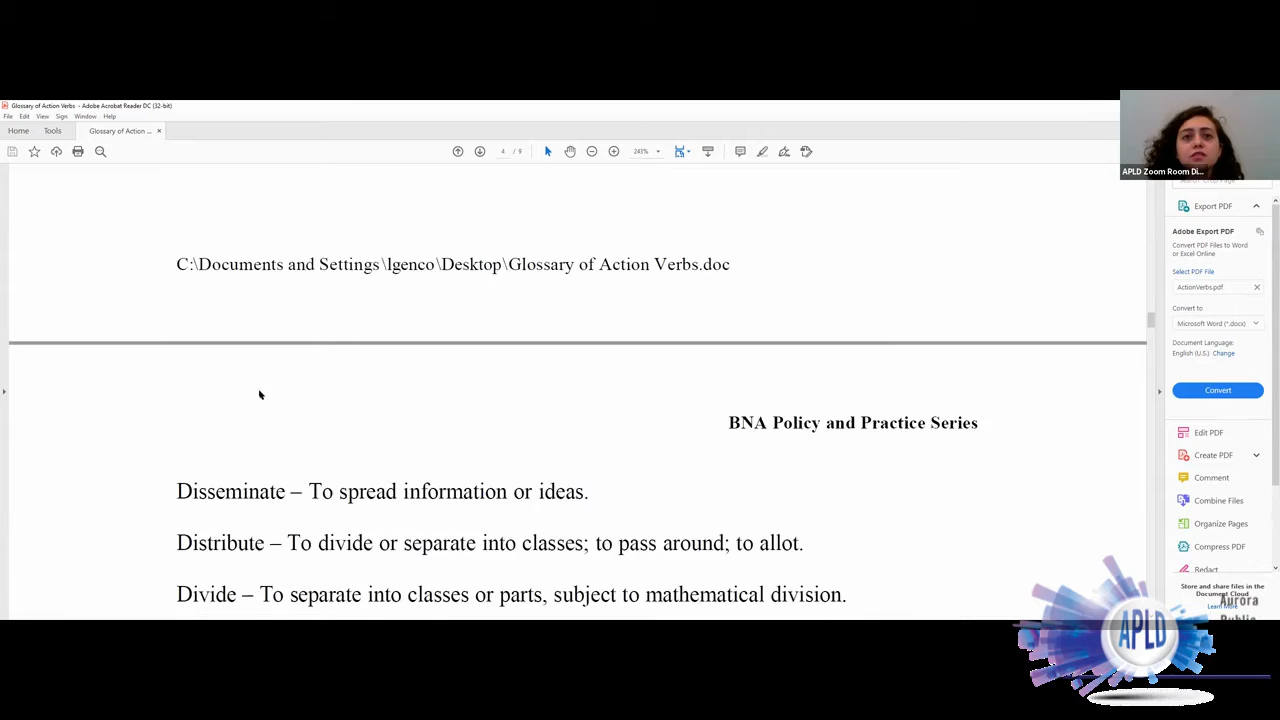 Glossary of Action Verbs - Adobe Acrobat Reader DC (32-bit)
File Edit View Sign Window Help
Home Tools Glossary of Action ... ×
4 / 9 243%
APLD Zoom Room Di...
Export PDF
Adobe Export PDF
Convert PDF Files to Word
or Excel Online
Select PDF File
ActionVerbs.pdf
Convert to
Microsoft Word (*.docx)
Document Language:
English (U.S.) Change
Convert
Edit PDF
Create PDF
Comment
Combine Files
Organize Pages
Compress PDF
Redact
Store and share files in the
Document Cloud
Learn More
C:\Documents and Settings\lgenco\Desktop\Glossary of Action Verbs.doc
BNA Policy and Practice Series
Disseminate – To spread information or ideas.
Distribute – To divide or separate into classes; to pass around; to allot.
Divide – To separate into classes or parts, subject to mathematical division.
Aurora
Public
APLD